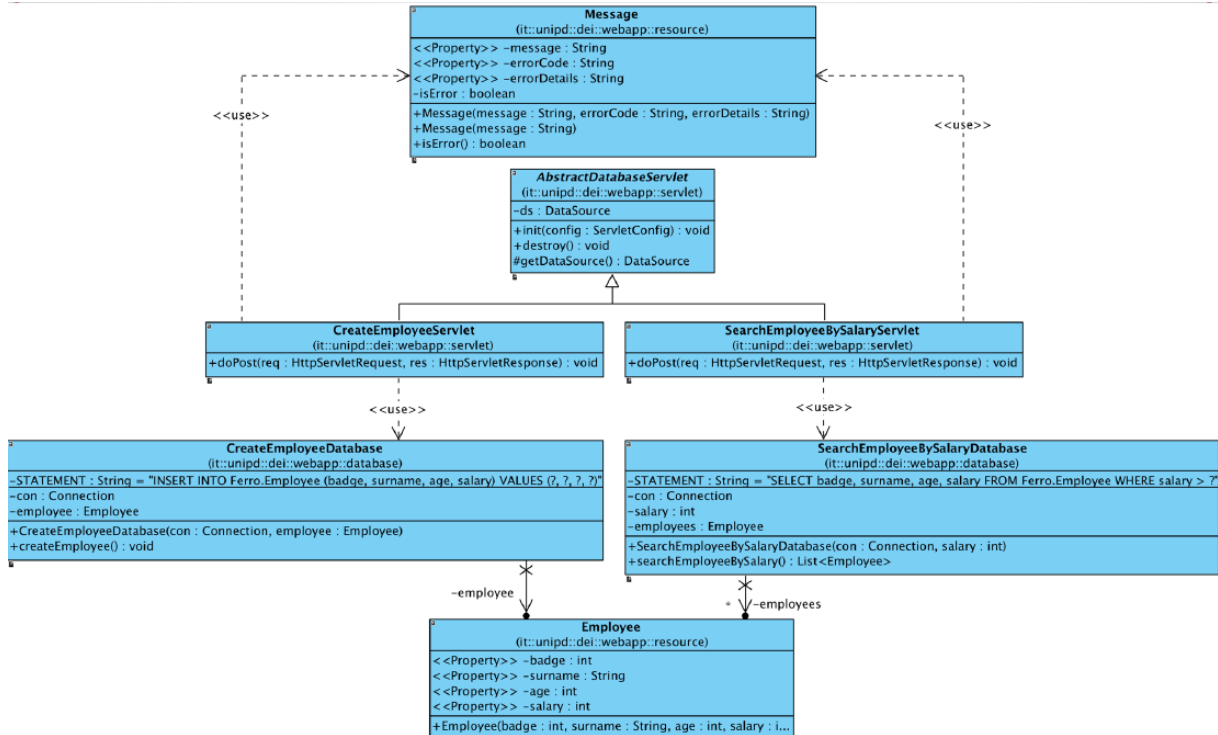 Message
(it::unipd::dei::webapp::resource)
<<Property>> -message : String
<<Property>> -errorCode : String
<<Property>> -errorDetails : String
-isError : boolean
+Message(message : String, errorCode : String, errorDetails : String)
+Message(message : String)
+isError() : boolean
<<use>>
<<use>>
AbstractDatabaseServlet
(it::unipd::dei::webapp::servlet)
-ds : DataSource
+init(config : ServletConfig) : void
+destroy() : void
#getDataSource() : DataSource
CreateEmployeeServlet
(it::unipd::dei::webapp::servlet)
+doPost(req : HttpServletRequest, res : HttpServletResponse) : void
SearchEmployeeBySalaryServlet
(it::unipd::dei::webapp::servlet)
+doPost(req : HttpServletRequest, res : HttpServletResponse) : void
<<use>>
<<use>>
CreateEmployeeDatabase
(it::unipd::dei::webapp::database)
-STATEMENT : String = "INSERT INTO Ferro.Employee (badge, surname, age, salary) VALUES (?, ?, ?, ?)"
-con : Connection
-employee : Employee
+CreateEmployeeDatabase(con : Connection, employee : Employee)
+createEmployee() : void
SearchEmployeeBySalaryDatabase
(it::unipd::dei::webapp::database)
-STATEMENT : String = "SELECT badge, surname, age, salary FROM Ferro.Employee WHERE salary > ?"
-con : Connection
-salary : int
-employees : Employee
+SearchEmployeeBySalaryDatabase(con : Connection, salary : int)
+searchEmployeeBySalary() : List<Employee>
-employee
* -employees
Employee
(it::unipd::dei::webapp::resource)
<<Property>> -badge : int
<<Property>> -surname : String
<<Property>> -age : int
<<Property>> -salary : int
+Employee(badge : int, surname : String, age : int, salary : i...